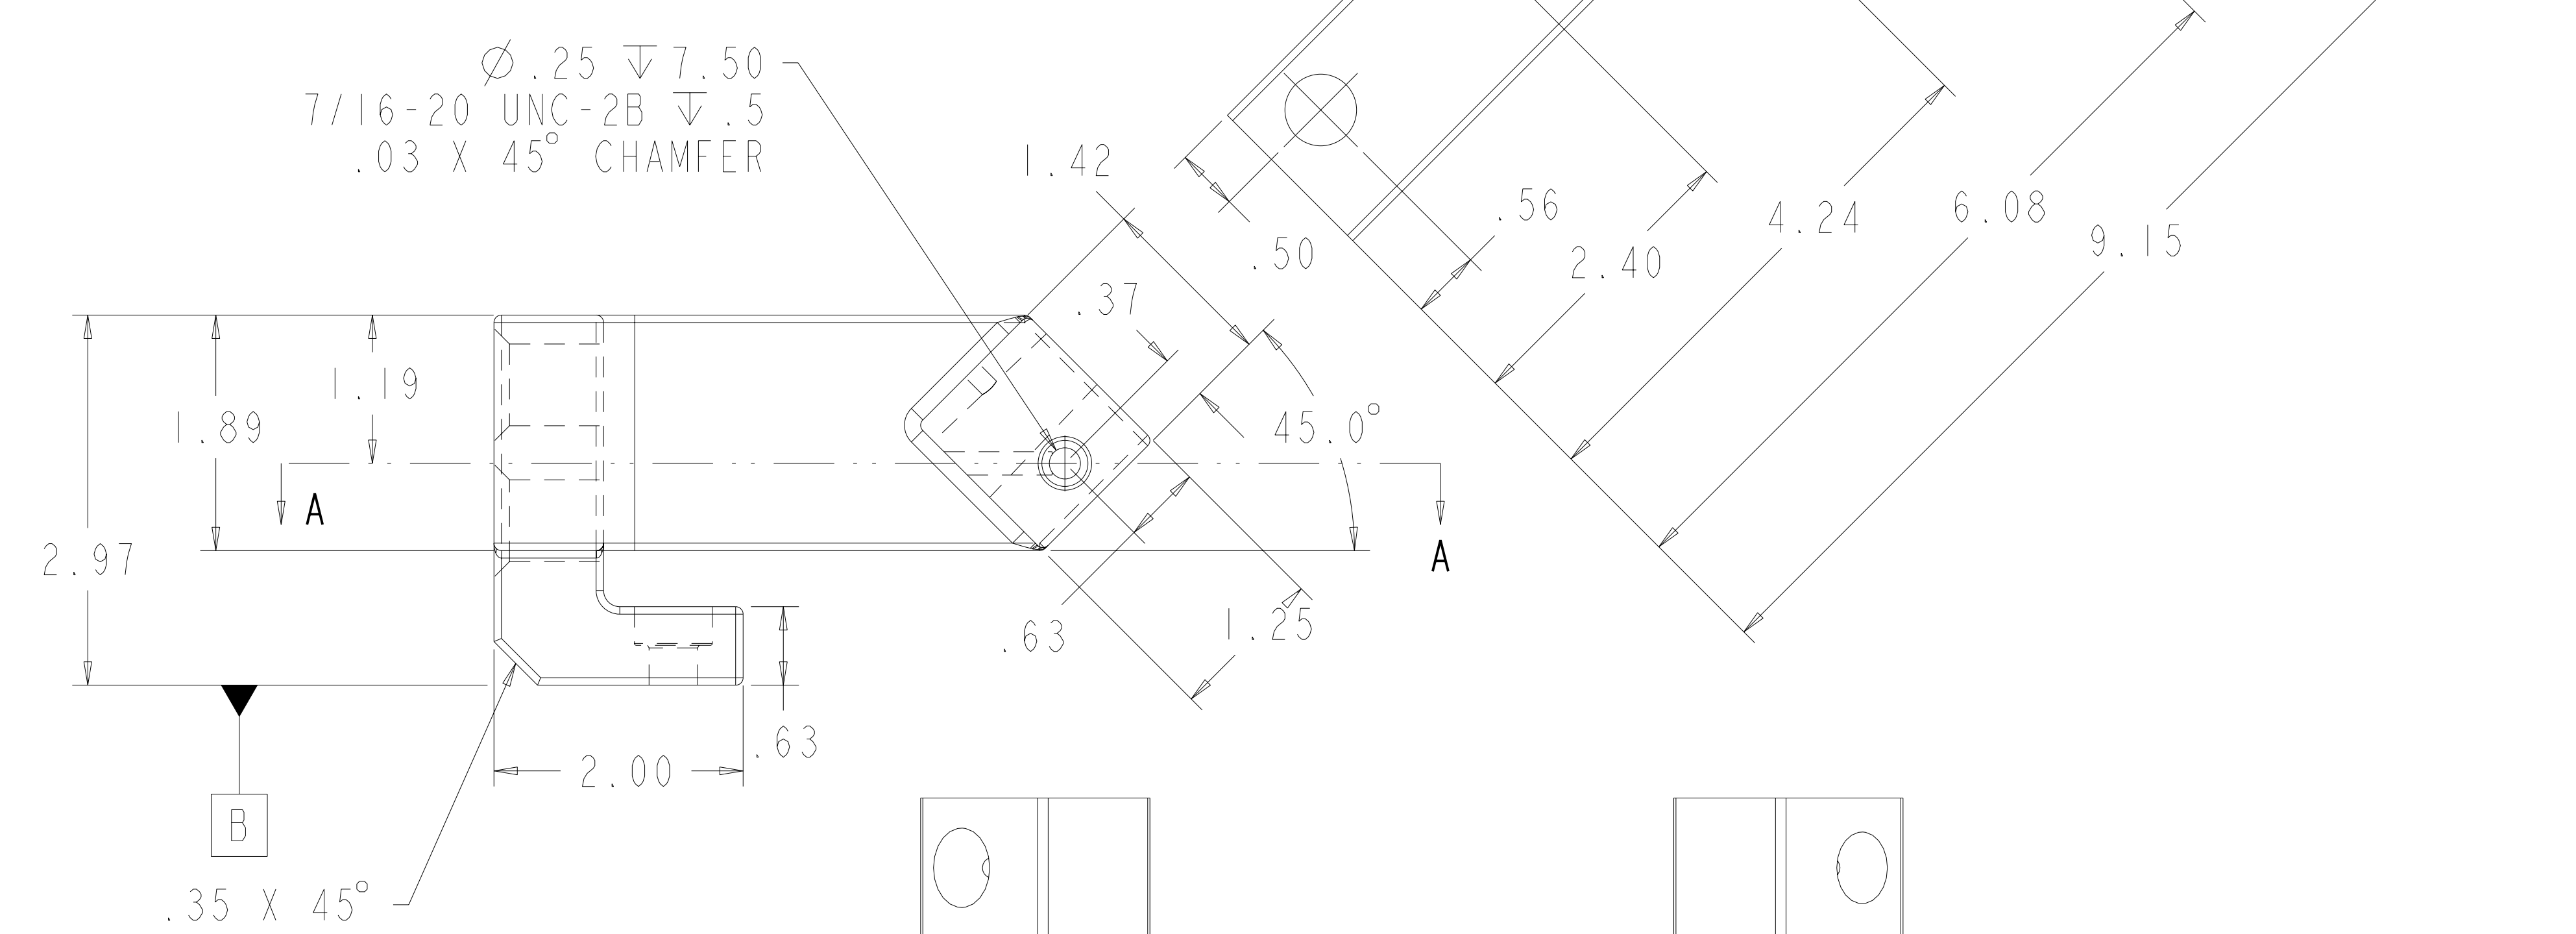 Ø .25 ↧ 7.50
7/16-20 UNC-2B ↧ .5
.03 X 45° CHAMFER
1.42
.50
.56
2.40
4.24
6.08
9.15
.37
45.0°
1.19
1.89
2.97
A
A
.63
1.25
.63
2.00
B
.35 X 45°